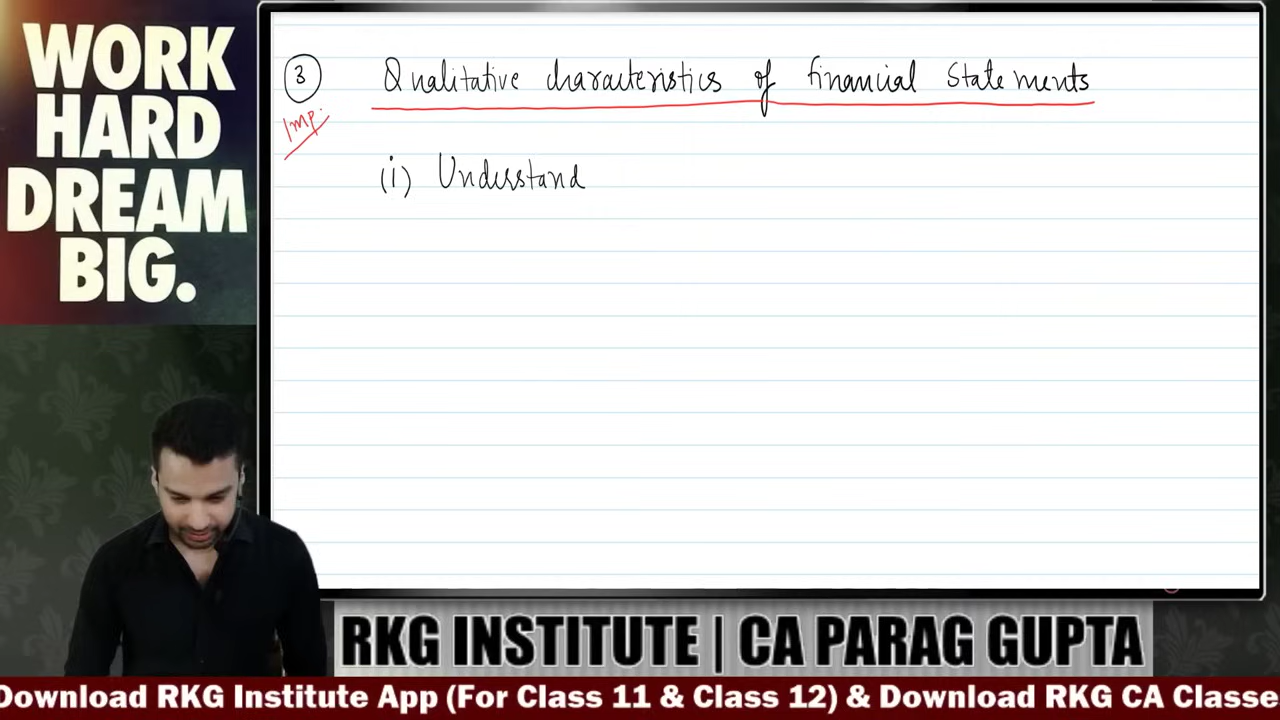 WORK
HARD
DREAM
BIG.
3 Qualitative characteristics of financial Statements
Imp.
(i) Understand
RKG INSTITUTE | CA PARAG GUPTA
Download RKG Institute App (For Class 11 & Class 12) & Download RKG CA Classe